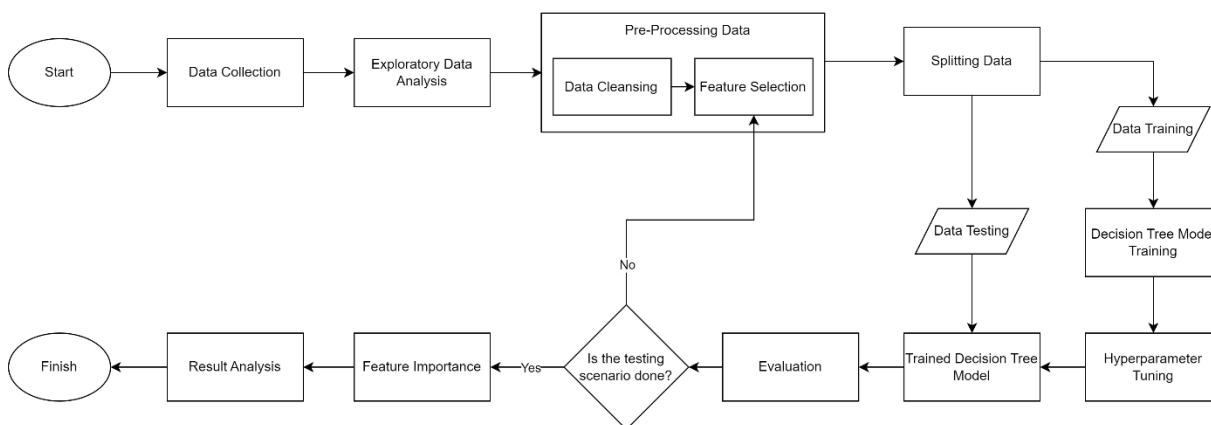 Start
Data Collection
Exploratory Data
Analysis
Pre-Processing Data
Data Cleansing
Feature Selection
Splitting Data
Data Training
Data Testing
Decision Tree Model
Training
No
Finish
Result Analysis
Feature Importance
Yes
Is the testing
scenario done?
Evaluation
Trained Decision Tree
Model
Hyperparameter
Tuning